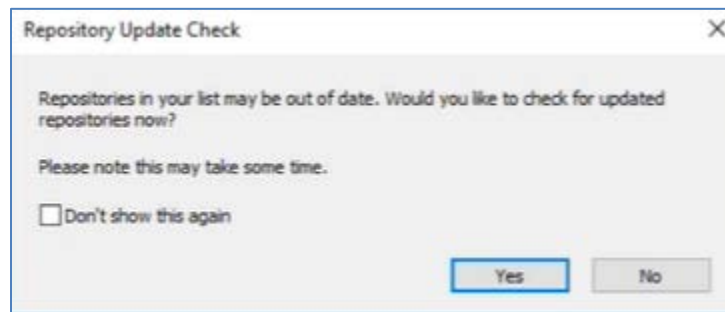 Repository Update Check
Repositories in your list may be out of date. Would you like to check for updated
repositories now?
Please note this may take some time.
Don't show this again
Yes No